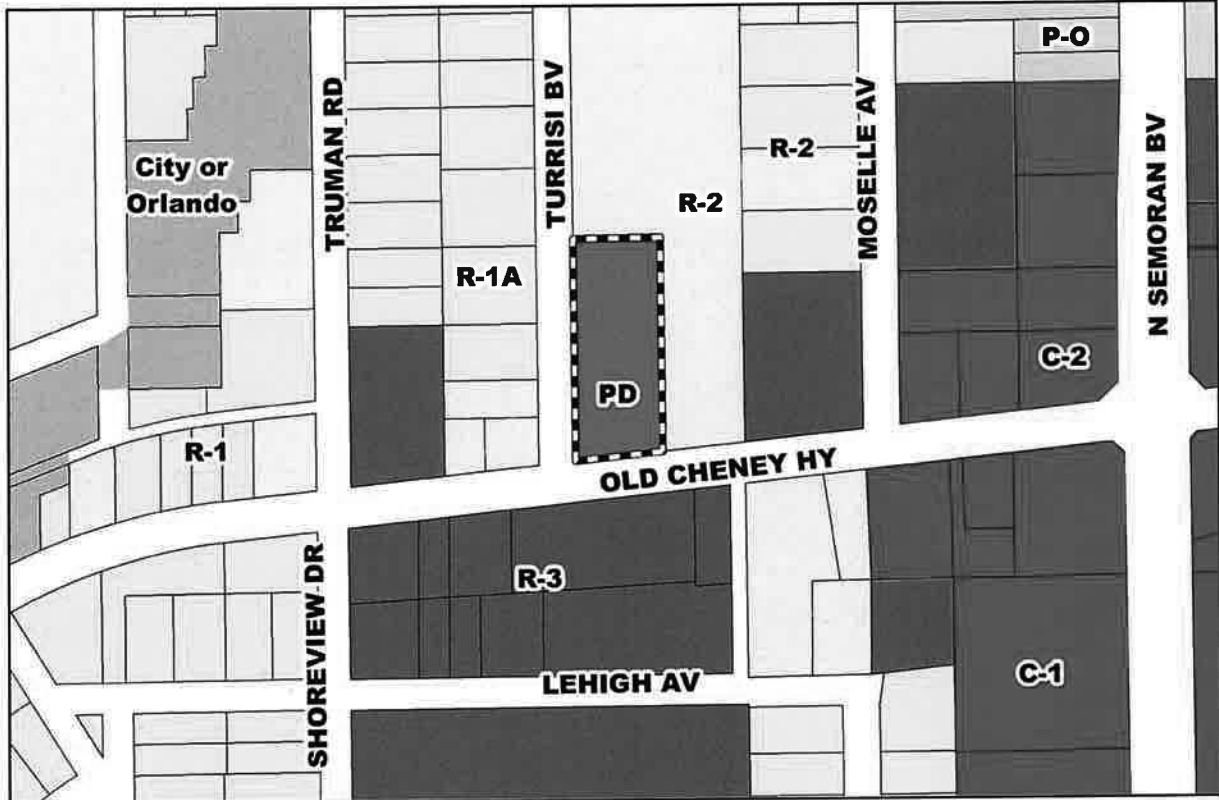 P-O
City or
Orlando
TRUMAN RD
TURRISI BV
R-2
R-2
MOSELLE AV
N SEMORAN BV
R-1A
C-2
PD
R-1
OLD CHENEY HY
SHOREVIEW DR
R-3
C-1
LEHIGH AV